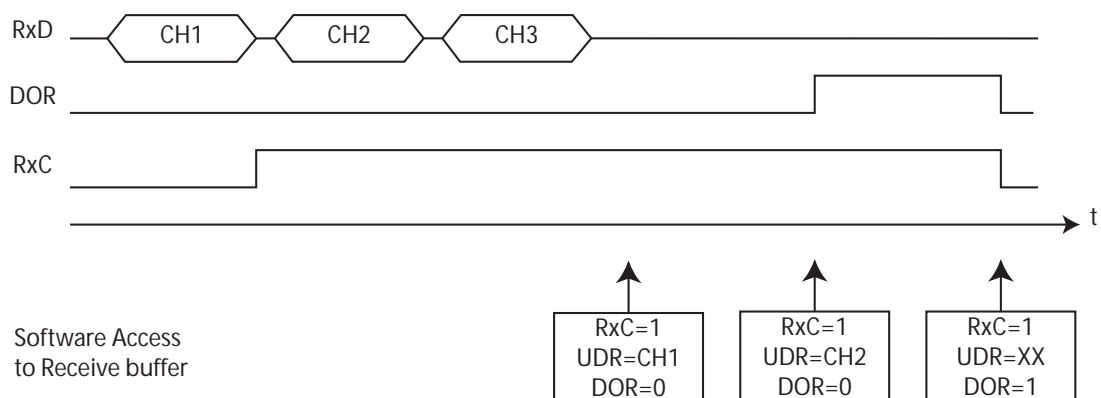 RxD
CH1 CH2 CH3
DOR
RxC
t
Software Access
to Receive buffer
RxC=1
UDR=CH1
DOR=0
RxC=1
UDR=CH2
DOR=0
RxC=1
UDR=XX
DOR=1